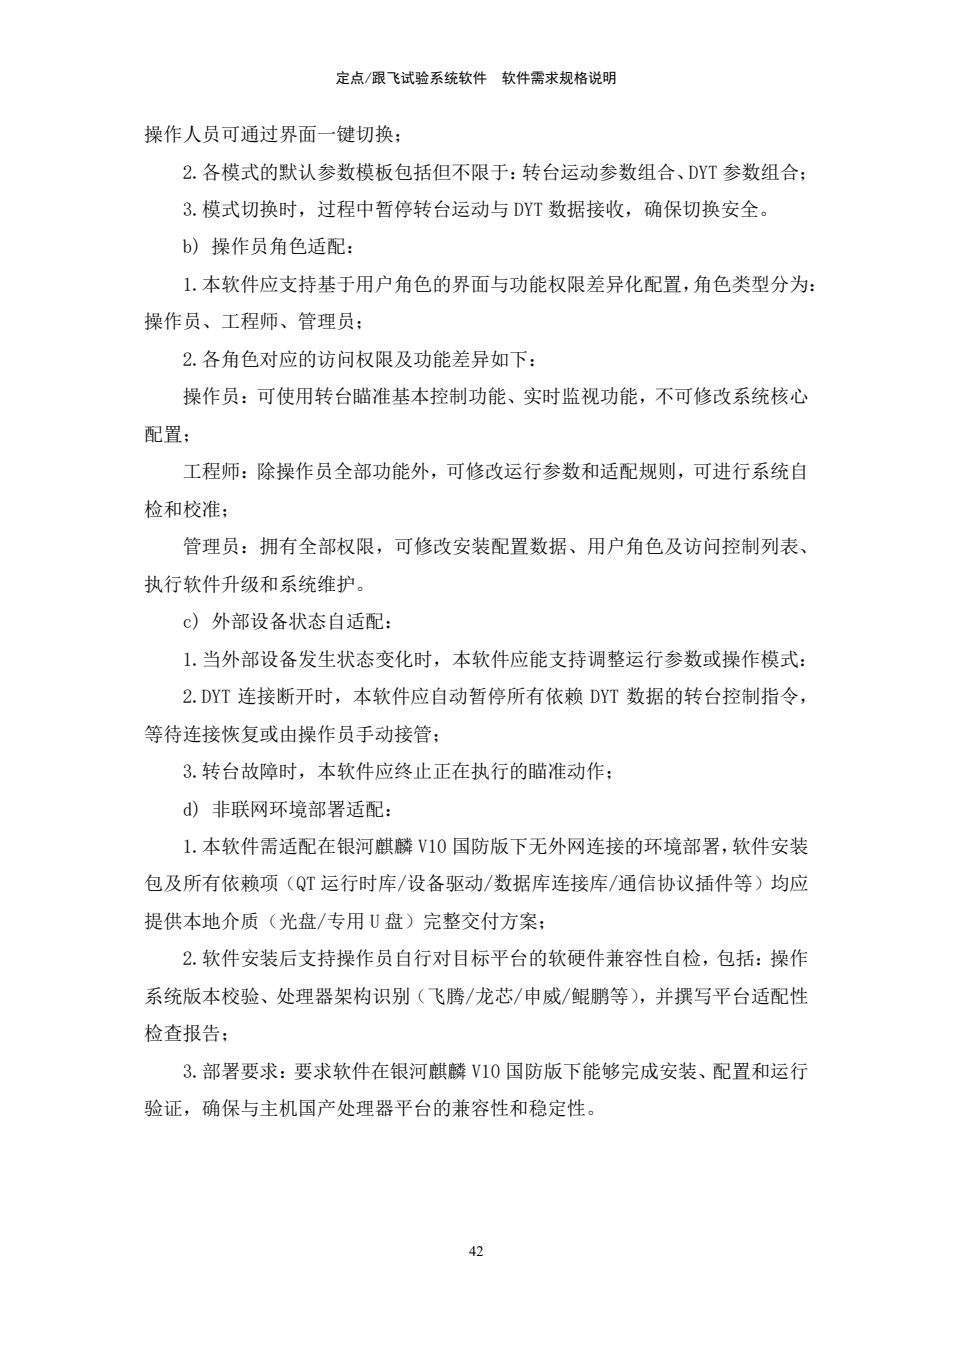 定点/跟飞试验系统软件　软件需求规格说明
操作人员可通过界面一键切换；
2.各模式的默认参数模板包括但不限于：转台运动参数组合、DYT 参数组合；
3.模式切换时，过程中暂停转台运动与 DYT 数据接收，确保切换安全。
b）操作员角色适配：
1.本软件应支持基于用户角色的界面与功能权限差异化配置，角色类型分为：
操作员、工程师、管理员；
2.各角色对应的访问权限及功能差异如下：
操作员：可使用转台瞄准基本控制功能、实时监视功能，不可修改系统核心
配置；
工程师：除操作员全部功能外，可修改运行参数和适配规则，可进行系统自
检和校准；
管理员：拥有全部权限，可修改安装配置数据、用户角色及访问控制列表、
执行软件升级和系统维护。
c）外部设备状态自适配：
1.当外部设备发生状态变化时，本软件应能支持调整运行参数或操作模式：
2.DYT 连接断开时，本软件应自动暂停所有依赖 DYT 数据的转台控制指令，
等待连接恢复或由操作员手动接管；
3.转台故障时，本软件应终止正在执行的瞄准动作；
d）非联网环境部署适配：
1.本软件需适配在银河麒麟 V10 国防版下无外网连接的环境部署，软件安装
包及所有依赖项（QT 运行时库/设备驱动/数据库连接库/通信协议插件等）均应
提供本地介质（光盘/专用 U 盘）完整交付方案；
2.软件安装后支持操作员自行对目标平台的软硬件兼容性自检，包括：操作
系统版本校验、处理器架构识别（飞腾/龙芯/申威/鲲鹏等），并撰写平台适配性
检查报告；
3.部署要求：要求软件在银河麒麟 V10 国防版下能够完成安装、配置和运行
验证，确保与主机国产处理器平台的兼容性和稳定性。
42